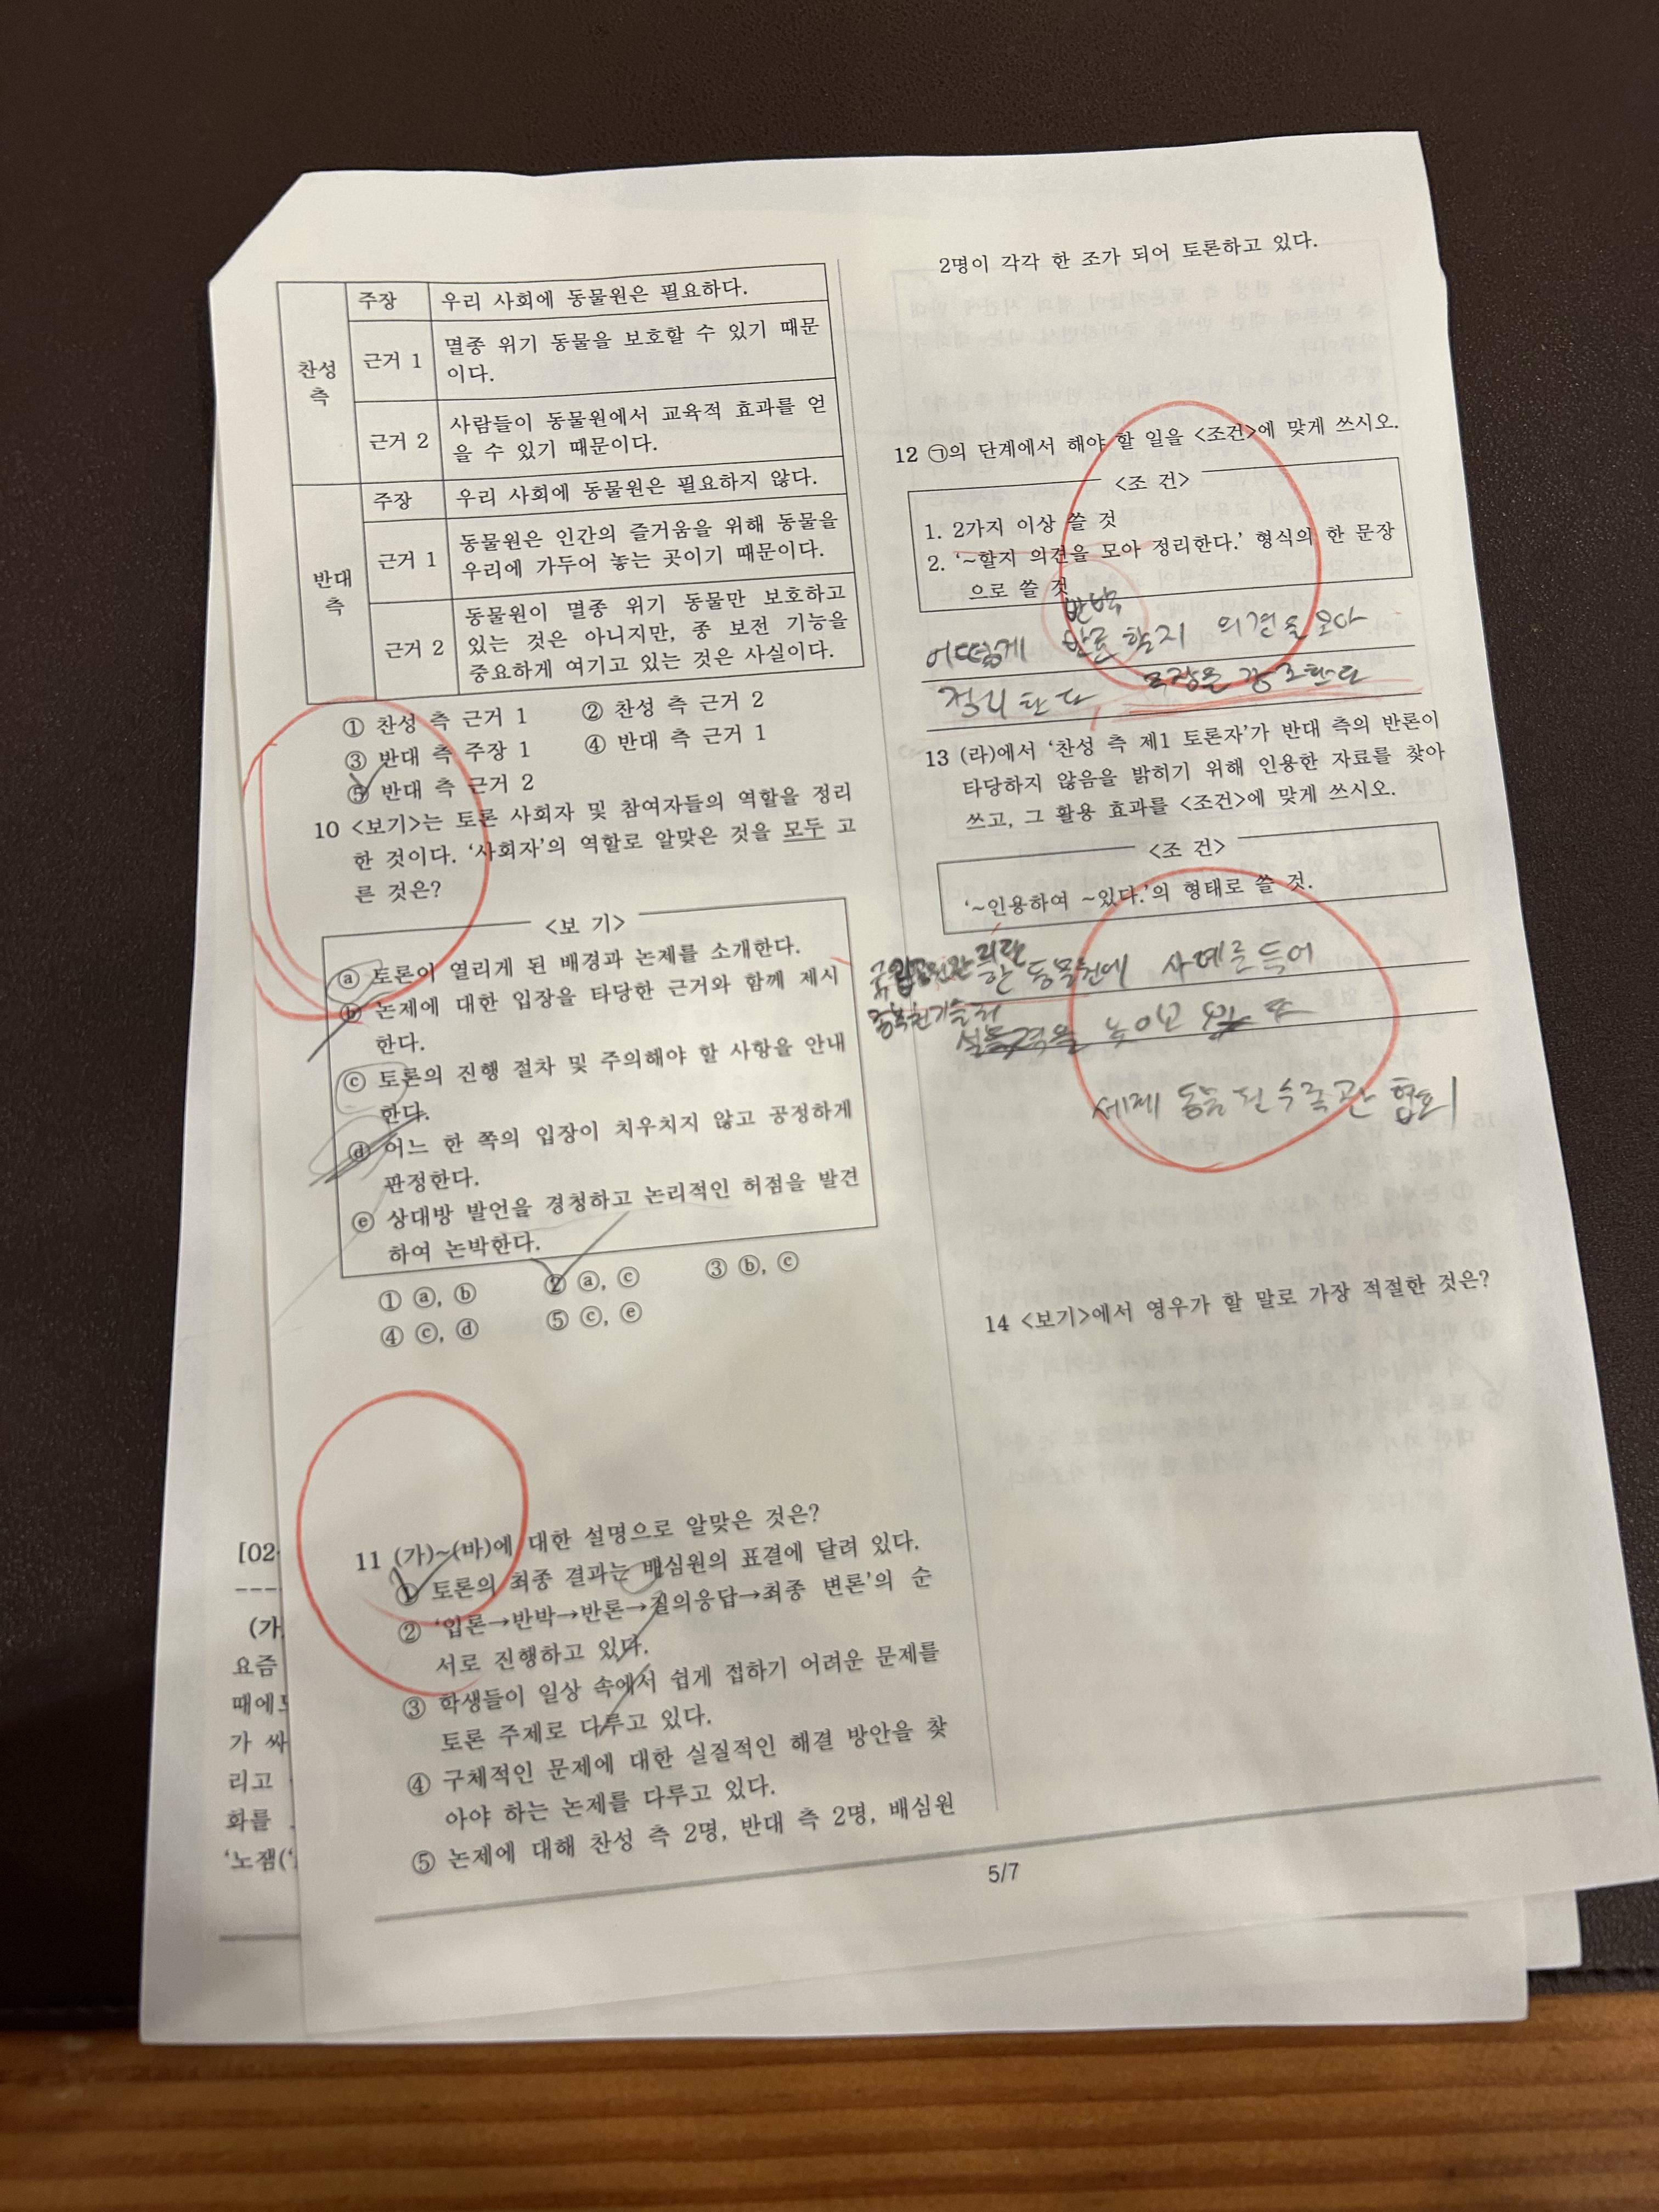 찬성
측
주장
우리 사회에 동물원은 필요하다.
근거 1
멸종 위기 동물을 보호할 수 있기 때문
이다.
근거 2
사람들이 동물원에서 교육적 효과를 얻
을 수 있기 때문이다.
반대
측
주장
우리 사회에 동물원은 필요하지 않다.
근거 1
동물원은 인간의 즐거움을 위해 동물을
우리에 가두어 놓는 곳이기 때문이다.
근거 2
동물원이 멸종 위기 동물만 보호하고
있는 것은 아니지만, 종 보전 기능을
중요하게 여기고 있는 것은 사실이다.
① 찬성 측 근거 1 ② 찬성 측 근거 2
③ 반대 측 주장 1 ④ 반대 측 근거 1
⑤ 반대 측 근거 2
10 <보기>는 토론 사회자 및 참여자들의 역할을 정리
한 것이다. ‘사회자’의 역할로 알맞은 것을 모두 고
른 것은?
<보 기>
ⓐ 토론이 열리게 된 배경과 논제를 소개한다.
ⓑ 논제에 대한 입장을 타당한 근거와 함께 제시
한다.
ⓒ 토론의 진행 절차 및 주의해야 할 사항을 안내
한다.
ⓓ 어느 한 쪽의 입장이 치우치지 않고 공정하게
판정한다.
ⓔ 상대방 발언을 경청하고 논리적인 허점을 발견
하여 논박한다.
① ⓐ, ⓑ ② ⓐ, ⓒ ③ ⓑ, ⓒ
④ ⓒ, ⓓ ⑤ ⓒ, ⓔ
11 (가)~(바)에 대한 설명으로 알맞은 것은?
① 토론의 최종 결과는 배심원의 표결에 달려 있다.
② ‘입론→반박→반론→질의응답→최종 변론’의 순
서로 진행하고 있다.
③ 학생들이 일상 속에서 쉽게 접하기 어려운 문제를
토론 주제로 다루고 있다.
④ 구체적인 문제에 대한 실질적인 해결 방안을 찾
아야 하는 논제를 다루고 있다.
⑤ 논제에 대해 찬성 측 2명, 반대 측 2명, 배심원
2명이 각각 한 조가 되어 토론하고 있다.
12 ㉠의 단계에서 해야 할 일을 <조건>에 맞게 쓰시오.
<조 건>
1. 2가지 이상 쓸 것
2. ‘~할지 의견을 모아 정리한다.’ 형식의 한 문장
으로 쓸 것
반박
어떻게 반론할지 의견을 모아
정리한다 주장을 강조한다
13 (라)에서 ‘찬성 측 제1 토론자’가 반대 측의 반론이
타당하지 않음을 밝히기 위해 인용한 자료를 찾아
쓰고, 그 활용 효과를 <조건>에 맞게 쓰시오.
<조 건>
‘~인용하여 ~있다.’의 형태로 쓸 것.
한 동물원에 사례를 들어
높이고 있다
세계 동물원 수족관 협회
14 <보기>에서 영우가 할 말로 가장 적절한 것은?
[02
(가
요즘
때에도
가 싸
리고
화를
‘노잼(‘
5/7